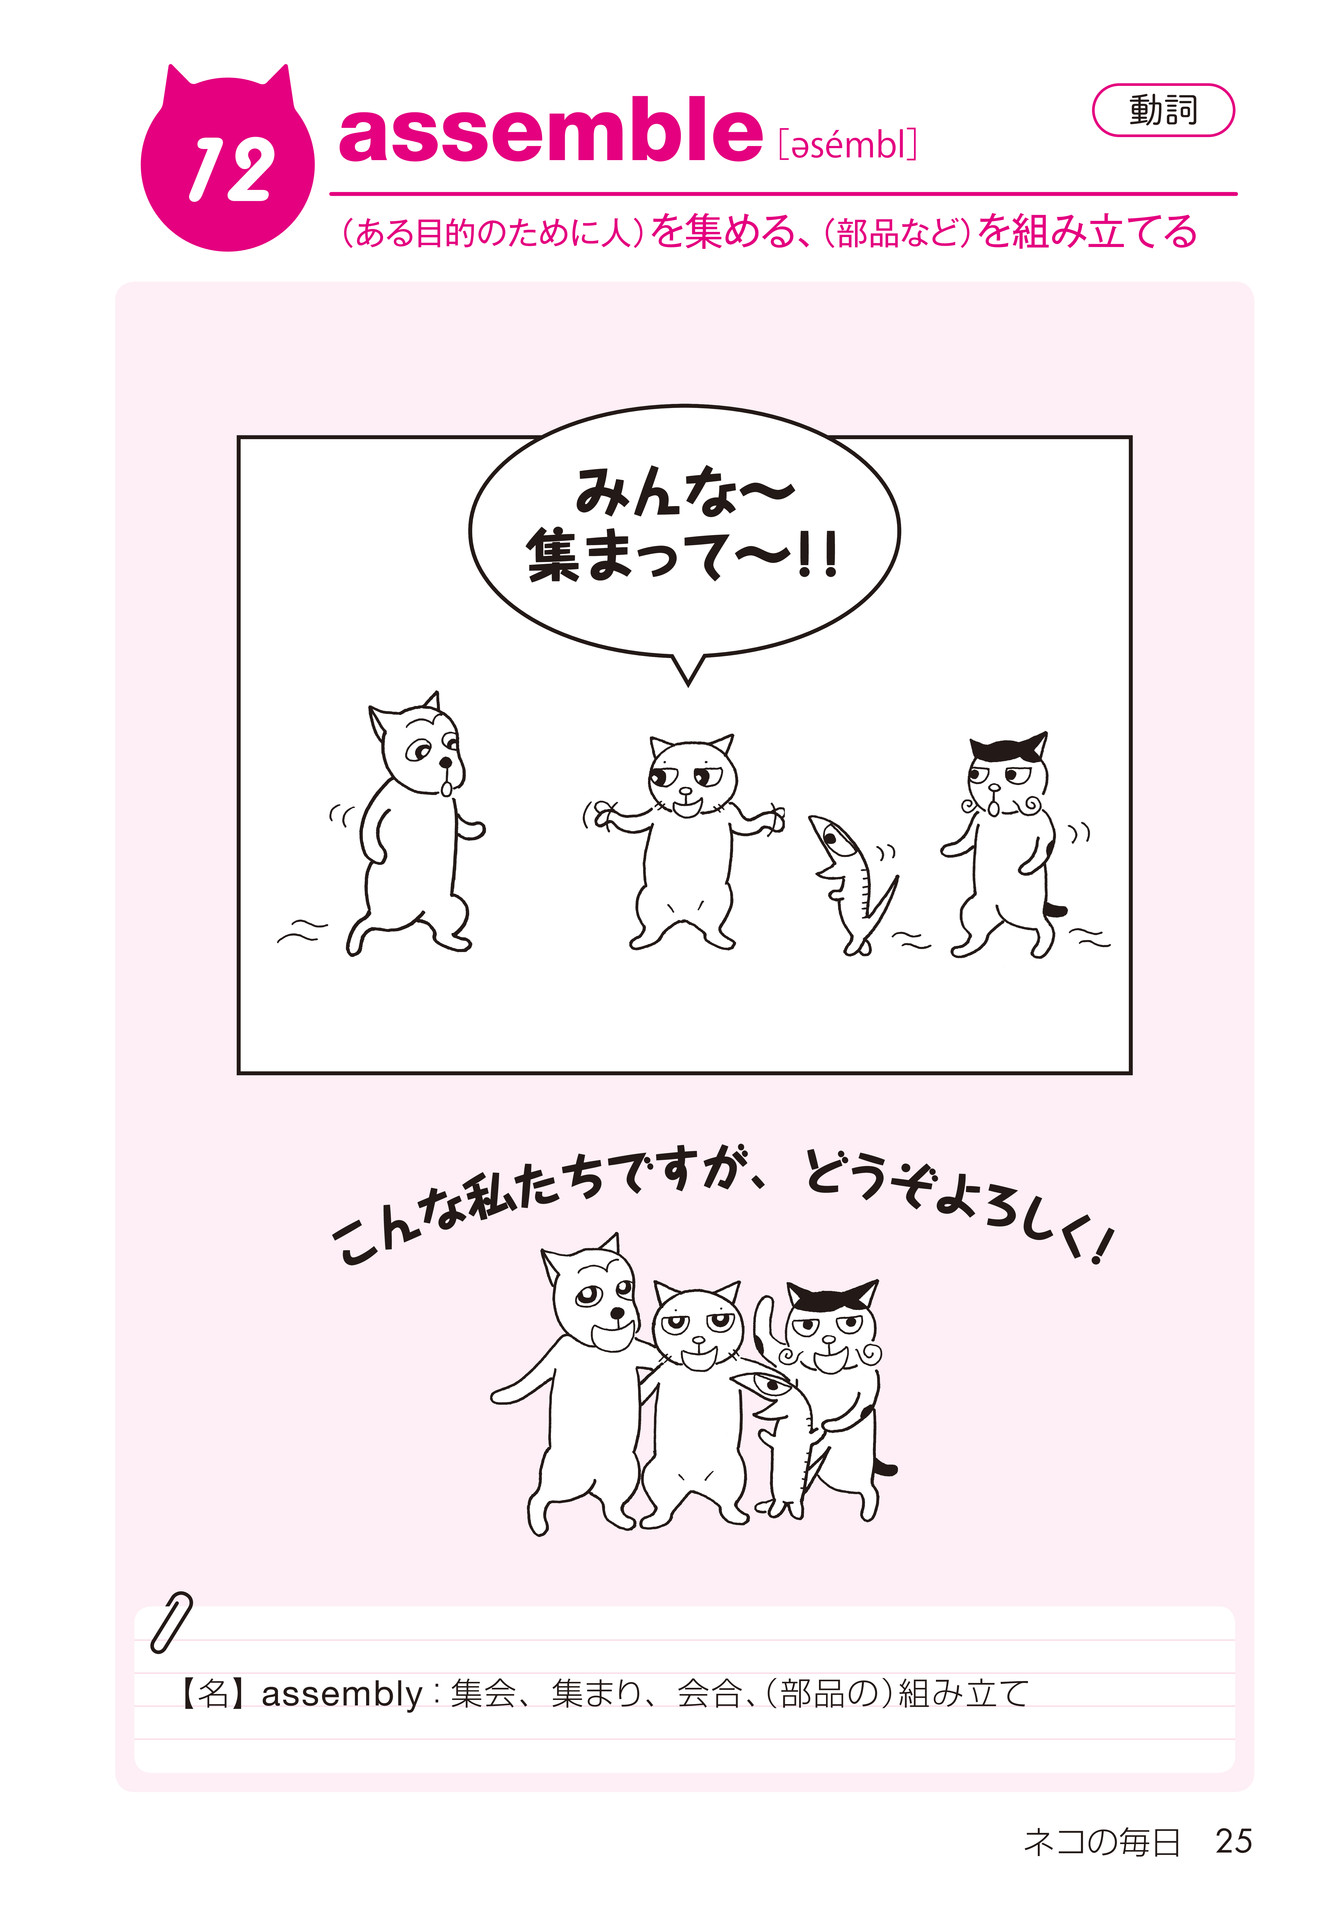 12
assemble [əsémbl]
動詞
（ある目的のために人）を集める、（部品など）を組み立てる
みんな〜
集まって〜!!
こんな私たちですが、どうぞよろしく!
【名】assembly：集会、集まり、会合、（部品の）組み立て
ネコの毎日 25